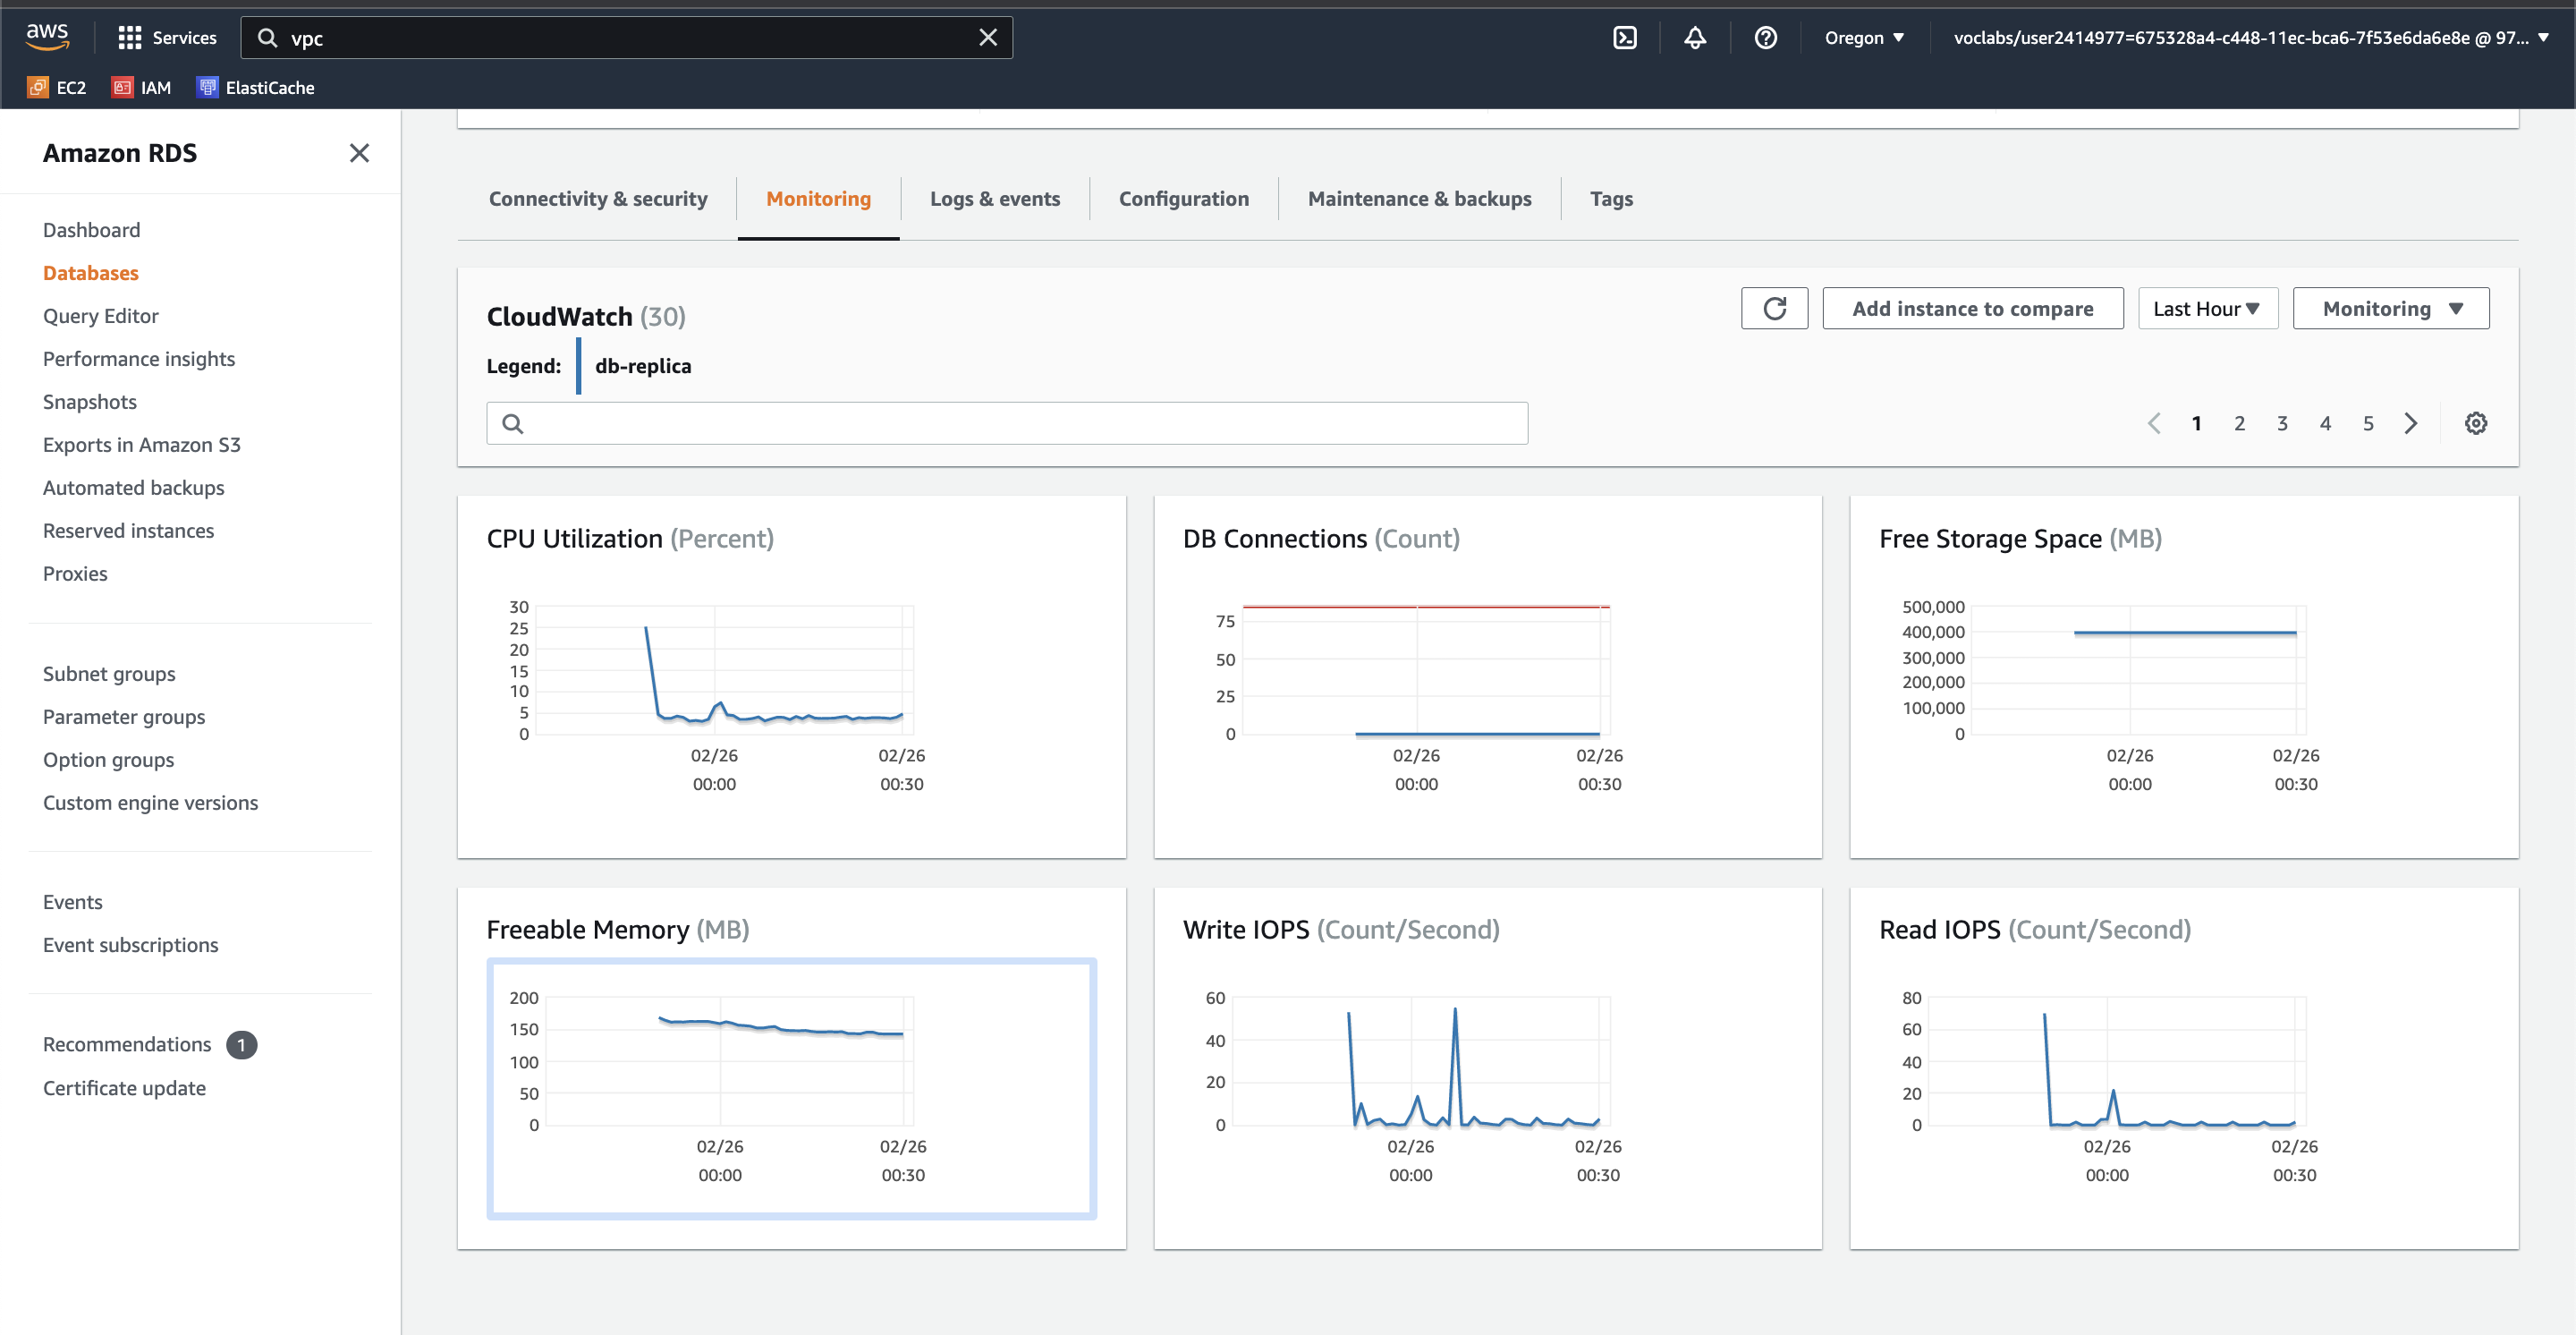 aws
Services
vpc
Oregon
voclabs/user2414977=675328a4-c448-11ec-bca6-7f53e6da6e8e @ 97...
EC2
IAM
ElastiCache
Amazon RDS
Dashboard
Databases
Query Editor
Performance insights
Snapshots
Exports in Amazon S3
Automated backups
Reserved instances
Proxies
Subnet groups
Parameter groups
Option groups
Custom engine versions
Events
Event subscriptions
Recommendations 1
Certificate update
Connectivity & security
Monitoring
Logs & events
Configuration
Maintenance & backups
Tags
CloudWatch (30)
Add instance to compare
Last Hour
Monitoring
Legend:
db-replica
1 2 3 4 5
CPU Utilization (Percent)
30
25
20
15
10
5
0
02/26
00:00
02/26
00:30
DB Connections (Count)
75
50
25
0
02/26
00:00
02/26
00:30
Free Storage Space (MB)
500,000
400,000
300,000
200,000
100,000
0
02/26
00:00
02/26
00:30
Freeable Memory (MB)
200
150
100
50
0
02/26
00:00
02/26
00:30
Write IOPS (Count/Second)
60
40
20
0
02/26
00:00
02/26
00:30
Read IOPS (Count/Second)
80
60
40
20
0
02/26
00:00
02/26
00:30